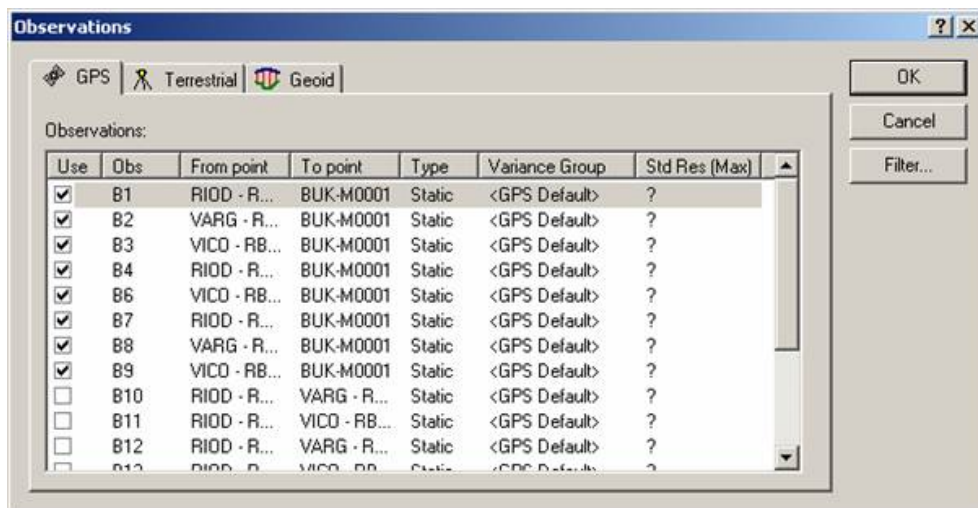 Observations
GPS Terrestrial Geoid
OK
Cancel
Filter...
Observations:
Use Obs From point To point Type Variance Group Std Res (Max)
B1 RIOD - R... BUK-M0001 Static <GPS Default> ?
B2 VARG - R... BUK-M0001 Static <GPS Default> ?
B3 VICO - RB... BUK-M0001 Static <GPS Default> ?
B4 RIOD - R... BUK-M0001 Static <GPS Default> ?
B6 VICO - RB... BUK-M0001 Static <GPS Default> ?
B7 RIOD - R... BUK-M0001 Static <GPS Default> ?
B8 VARG - R... BUK-M0001 Static <GPS Default> ?
B9 VICO - RB... BUK-M0001 Static <GPS Default> ?
B10 RIOD - R... VARG - R... Static <GPS Default> ?
B11 RIOD - R... VICO - RB... Static <GPS Default> ?
B12 RIOD - R... VARG - R... Static <GPS Default> ?